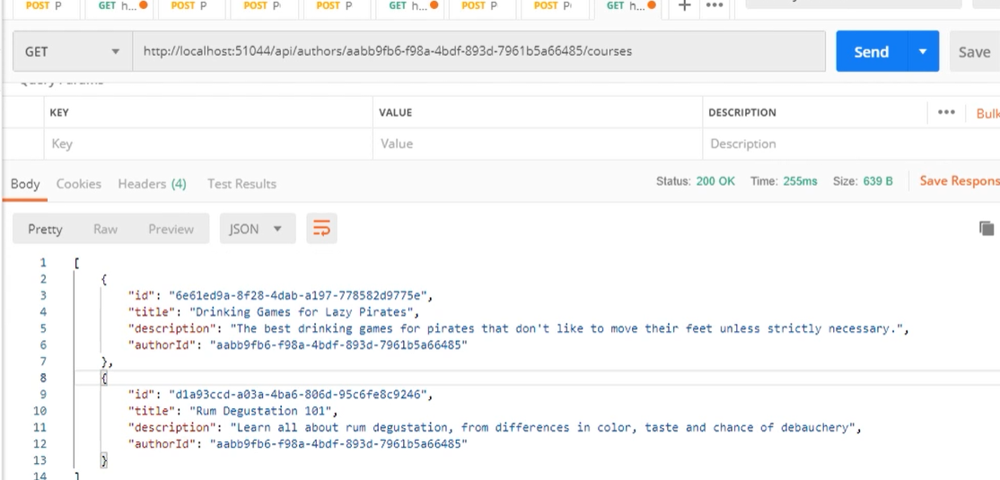 POST P GET h... POST P POST P POST P GET h... POST P POST P GET h... + •••
GET http://localhost:51044/api/authors/aabb9fb6-f98a-4bdf-893d-7961b5a66485/courses Send Save
Query Params
KEY VALUE DESCRIPTION ••• Bulk
Key Value Description
Body Cookies Headers (4) Test Results Status: 200 OK Time: 255ms Size: 639 B Save Respons
Pretty Raw Preview JSON
1 [
2 {
3 "id": "6e61ed9a-8f28-4dab-a197-778582d9775e",
4 "title": "Drinking Games for Lazy Pirates",
5 "description": "The best drinking games for pirates that don't like to move their feet unless strictly necessary.",
6 "authorId": "aabb9fb6-f98a-4bdf-893d-7961b5a66485"
7 },
8 {
9 "id": "d1a93ccd-a03a-4ba6-806d-95c6fe8c9246",
10 "title": "Rum Degustation 101",
11 "description": "Learn all about rum degustation, from differences in color, taste and chance of debauchery",
12 "authorId": "aabb9fb6-f98a-4bdf-893d-7961b5a66485"
13 }
14 ]